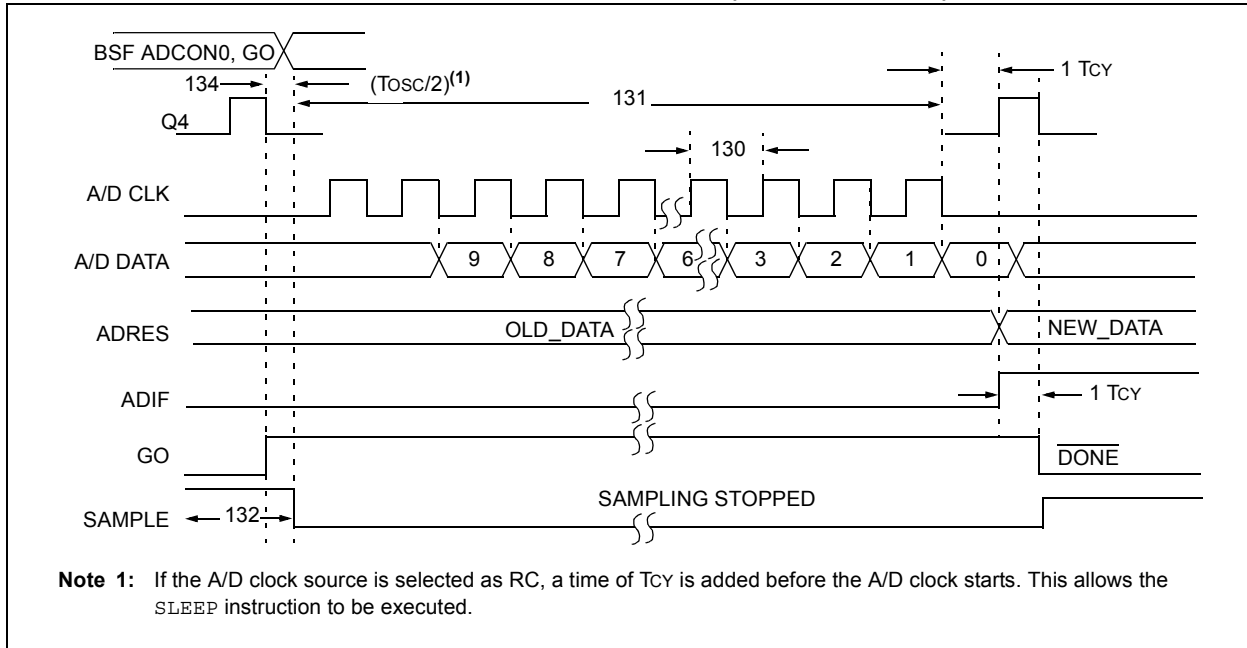 BSF ADCON0, GO
134 (TOSC/2)(1) 131 1 TCY
Q4
130
A/D CLK
A/D DATA 9 8 7 6 3 2 1 0
ADRES OLD_DATA NEW_DATA
ADIF 1 TCY
GO DONE
SAMPLING STOPPED
SAMPLE 132
Note 1: If the A/D clock source is selected as RC, a time of TCY is added before the A/D clock starts. This allows the
SLEEP instruction to be executed.